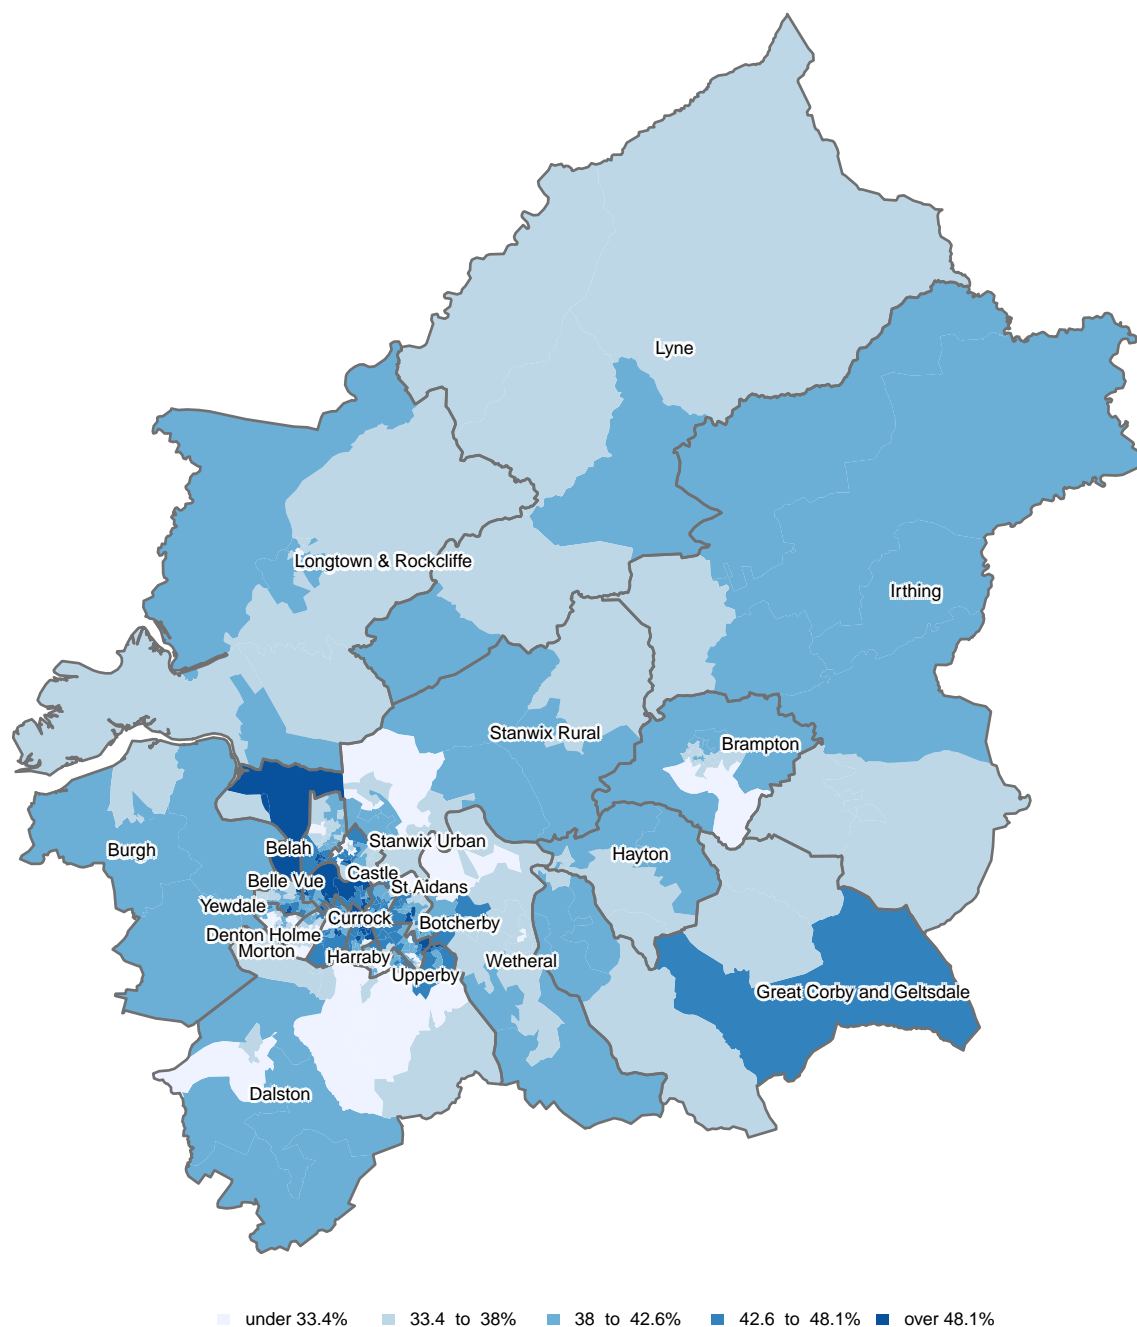 Lyne
Longtown & Rockcliffe
Irthing
Stanwix Rural
Brampton
Stanwix Urban
Burgh
Belah
Hayton
Castle
Belle Vue
St Aidans
Yewdale
Currock
Botcherby
Denton Holme
Morton
Harraby
Wetheral
Upperby
Great Corby and Geltsdale
Dalston
under 33.4% 33.4 to 38% 38 to 42.6% 42.6 to 48.1% over 48.1%